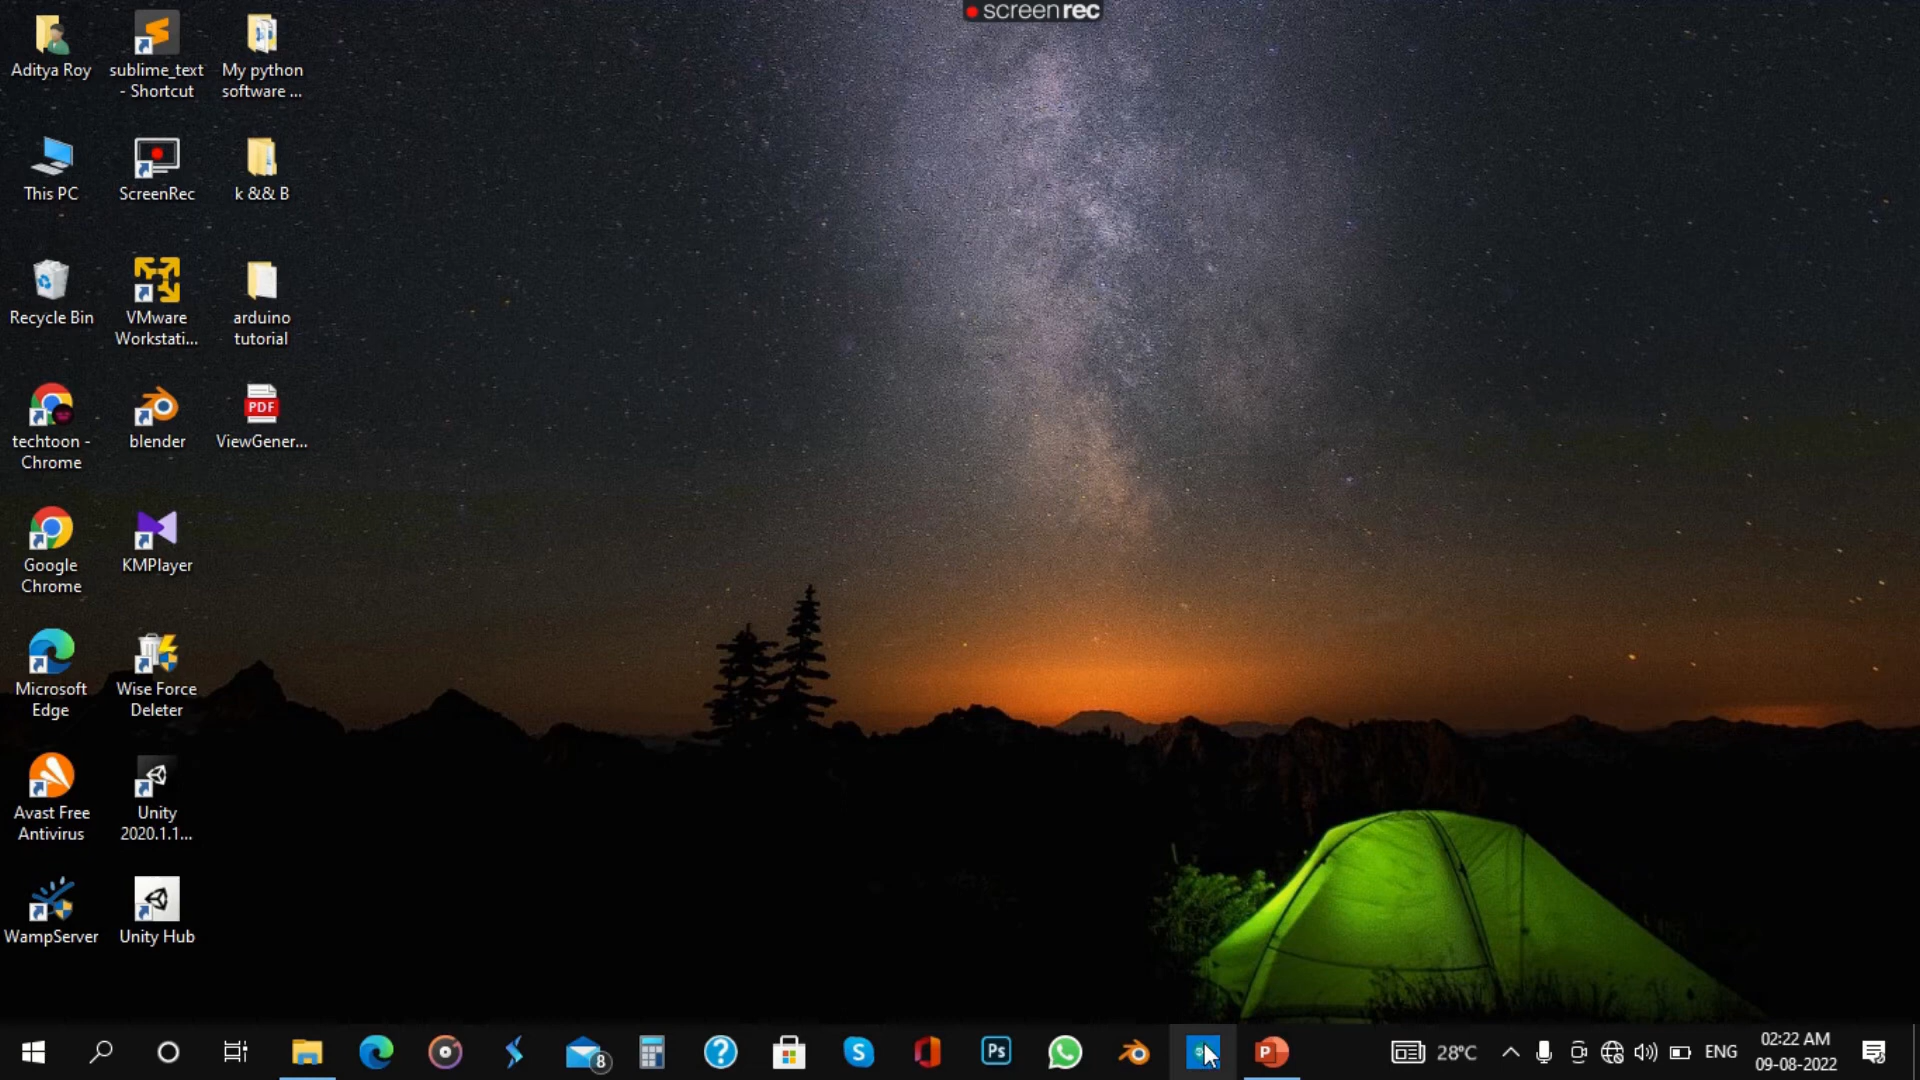 screenrec
Aditya Roy
sublime_text
- Shortcut
My python
software ...
This PC
ScreenRec
k && B
Recycle Bin
VMware
Workstati...
arduino
tutorial
techtoon -
Chrome
blender
PDF
ViewGener...
Google
Chrome
KMPlayer
Microsoft
Edge
Wise Force
Deleter
Avast Free
Antivirus
Unity
2020.1.1...
WampServer
Unity Hub
8
Ps
P
28°C
ENG
02:22 AM
09-08-2022